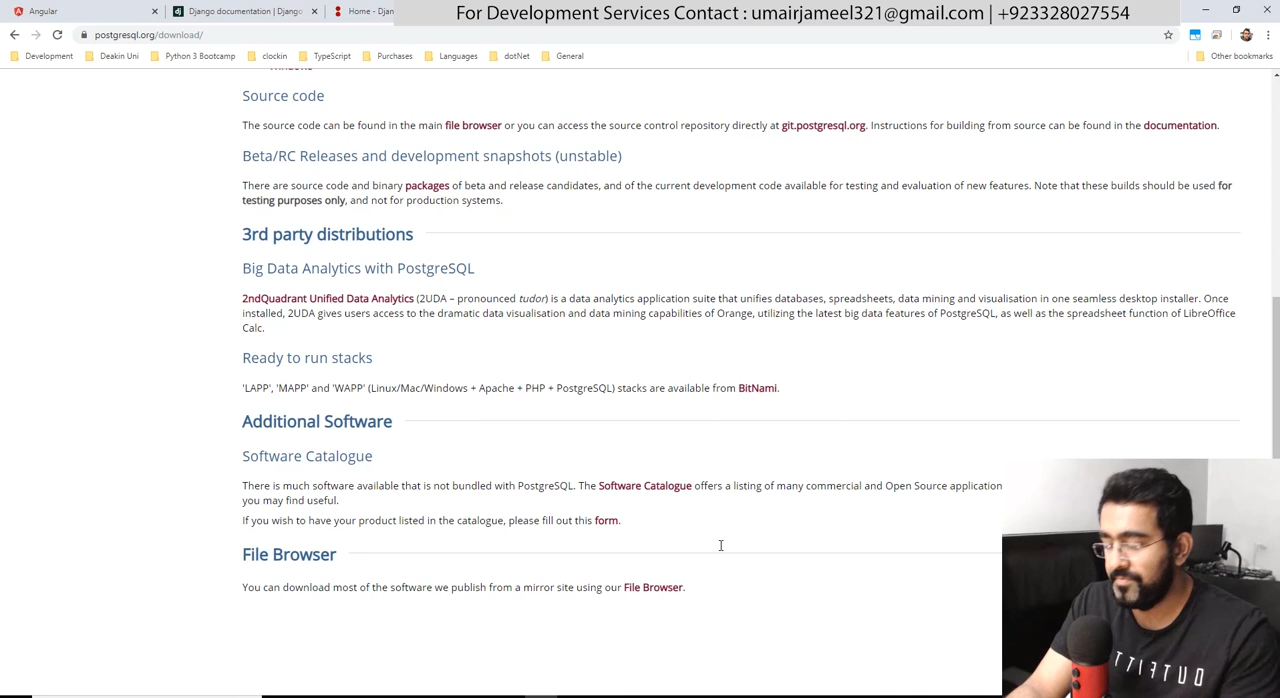 Angular
Django documentation | Django
Home - Djan
For Development Services Contact : umairjameel321@gmail.com | +923328027554
postgresql.org/download/
Development
Deakin Uni
Python 3 Bootcamp
clockin
TypeScript
Purchases
Languages
dotNet
General
Other bookmarks
Source code
The source code can be found in the main file browser or you can access the source control repository directly at git.postgresql.org. Instructions for building from source can be found in the documentation.
Beta/RC Releases and development snapshots (unstable)
There are source code and binary packages of beta and release candidates, and of the current development code available for testing and evaluation of new features. Note that these builds should be used for
testing purposes only, and not for production systems.
3rd party distributions
Big Data Analytics with PostgreSQL
2ndQuadrant Unified Data Analytics (2UDA – pronounced tudor) is a data analytics application suite that unifies databases, spreadsheets, data mining and visualisation in one seamless desktop installer. Once
installed, 2UDA gives users access to the dramatic data visualisation and data mining capabilities of Orange, utilizing the latest big data features of PostgreSQL, as well as the spreadsheet function of LibreOffice
Calc.
Ready to run stacks
'LAPP', 'MAPP' and 'WAPP' (Linux/Mac/Windows + Apache + PHP + PostgreSQL) stacks are available from BitNami.
Additional Software
Software Catalogue
There is much software available that is not bundled with PostgreSQL. The Software Catalogue offers a listing of many commercial and Open Source application
you may find useful.
If you wish to have your product listed in the catalogue, please fill out this form.
File Browser
You can download most of the software we publish from a mirror site using our File Browser.